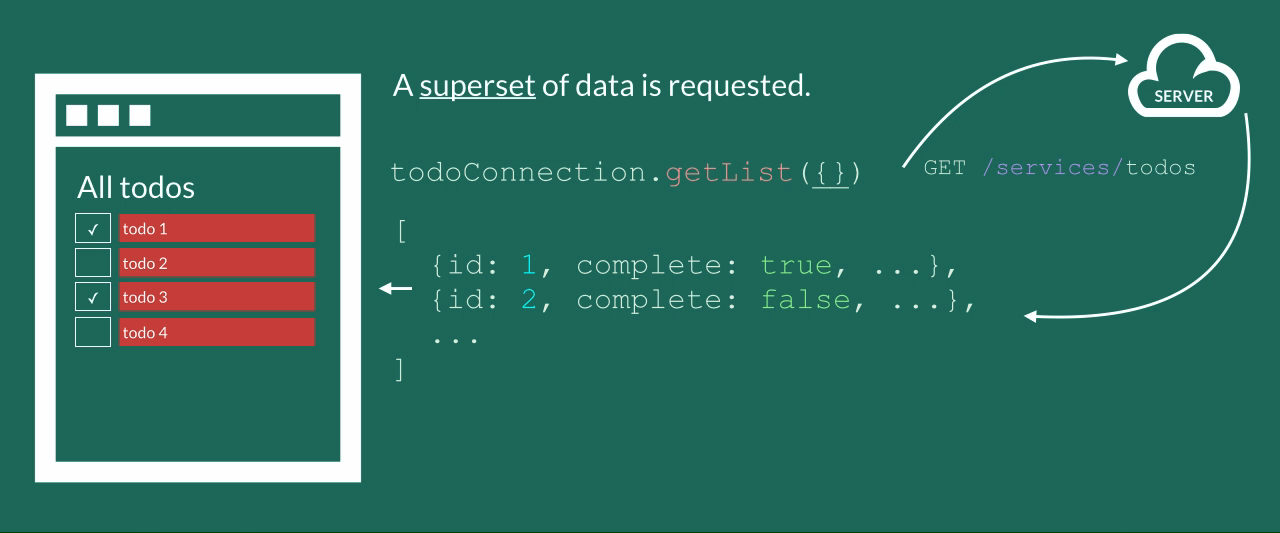 A superset of data is requested.
SERVER
todoConnection.getList({})
GET /services/todos
All todos
✓ todo 1
todo 2
✓ todo 3
todo 4
[
{id: 1, complete: true, ...},
{id: 2, complete: false, ...},
...
]